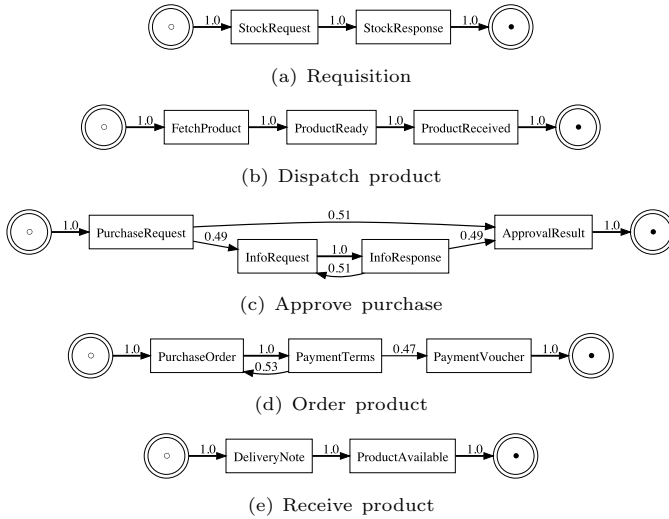 1.0 StockRequest 1.0 StockResponse 1.0
(a) Requisition
1.0 FetchProduct 1.0 ProductReady 1.0 ProductReceived 1.0
(b) Dispatch product
0.51
1.0 PurchaseRequest 0.49 1.0 0.49 ApprovalResult 1.0
InfoRequest InfoResponse
0.51
(c) Approve purchase
1.0 PurchaseOrder 1.0 PaymentTerms 0.47 PaymentVoucher 1.0
0.53
(d) Order product
1.0 DeliveryNote 1.0 ProductAvailable 1.0
(e) Receive product